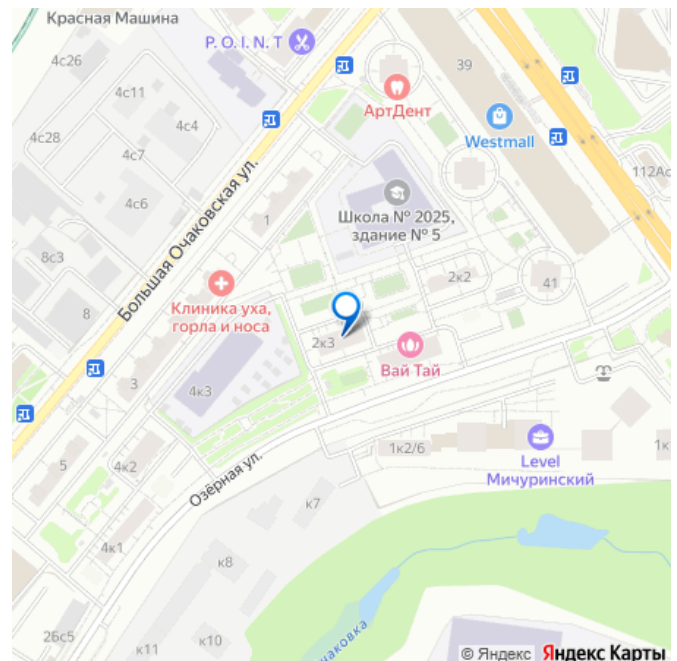 Красная Машина
P.O.I.N.T
4с26
39
4с11
АртДент
4с4
4с28
Westmall
4с7
112Ас
4с6
Школа № 2025,
здание № 5
1
Большая Очаковская ул.
8с3
2к2
41
Клиника уха,
горла и носа
8
2к3
Вай Тай
3
4к3
1к2/6
1к
Level
Мичуринский
5
4к2
Озёрная ул.
к7
4к1
к8
26с5
к10
к11
© Яндекс Яндекс Карты